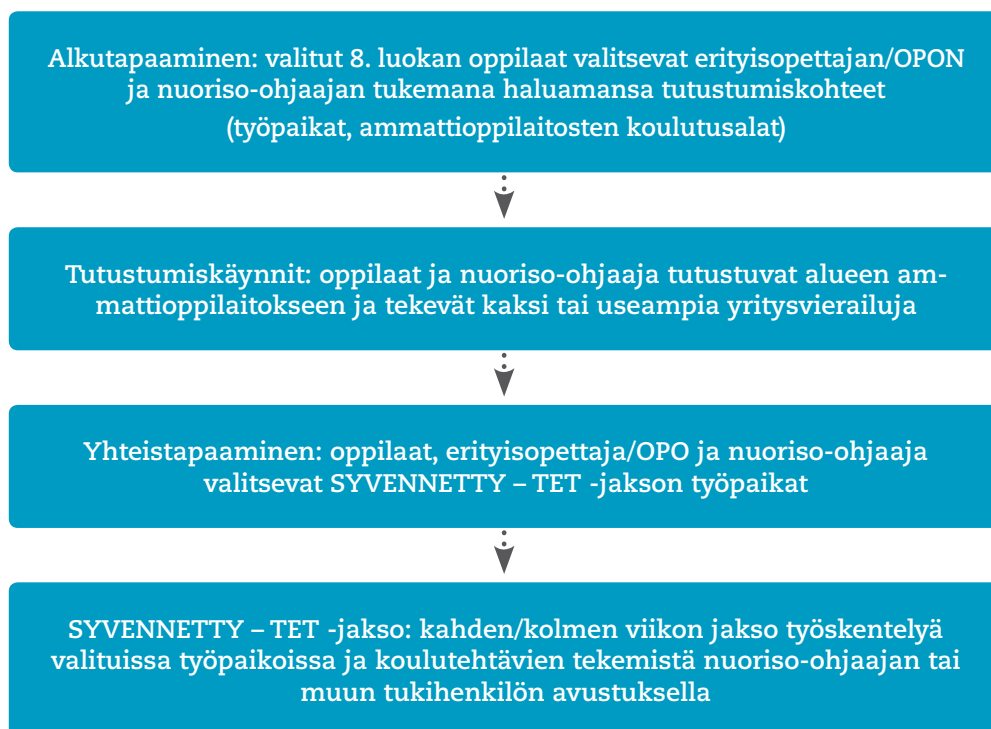 Alkutapaaminen: valitut 8. luokan oppilaat valitsevat erityisopettajan/OPON
ja nuoriso-ohjaajan tukemana haluamansa tutustumiskohteet
(työpaikat, ammattioppilaitosten koulutusalat)
Tutustumiskäynnit: oppilaat ja nuoriso-ohjaaja tutustuvat alueen am-
mattioppilaitokseen ja tekevät kaksi tai useampia yritysvierailuja
Yhteistapaaminen: oppilaat, erityisopettaja/OPO ja nuoriso-ohjaaja
valitsevat SYVENNETTY – TET -jakson työpaikat
SYVENNETTY – TET -jakso: kahden/kolmen viikon jakso työskentelyä
valituissa työpaikoissa ja koulutehtävien tekemistä nuoriso-ohjaajan tai
muun tukihenkilön avustuksella